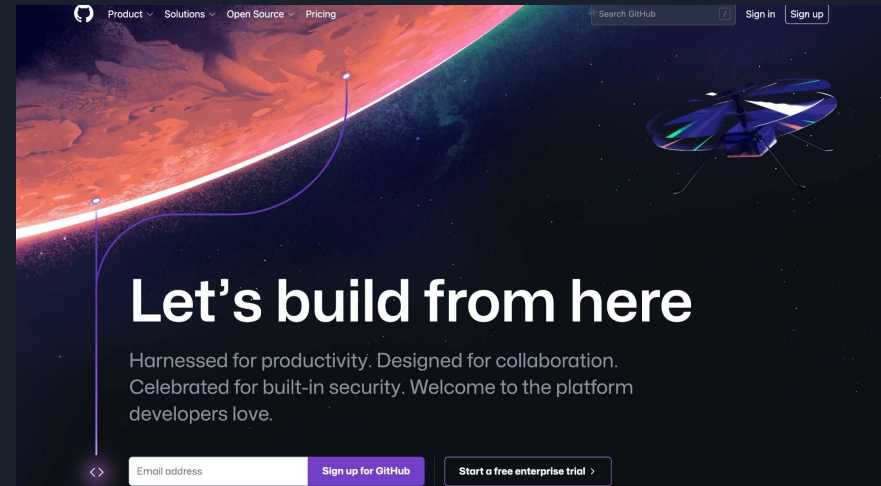 Product Solutions Open Source Pricing Search GitHub / Sign in Sign up
Let’s build from here
Harnessed for productivity. Designed for collaboration.
Celebrated for built-in security. Welcome to the platform
developers love.
<> Email address Sign up for GitHub Start a free enterprise trial >